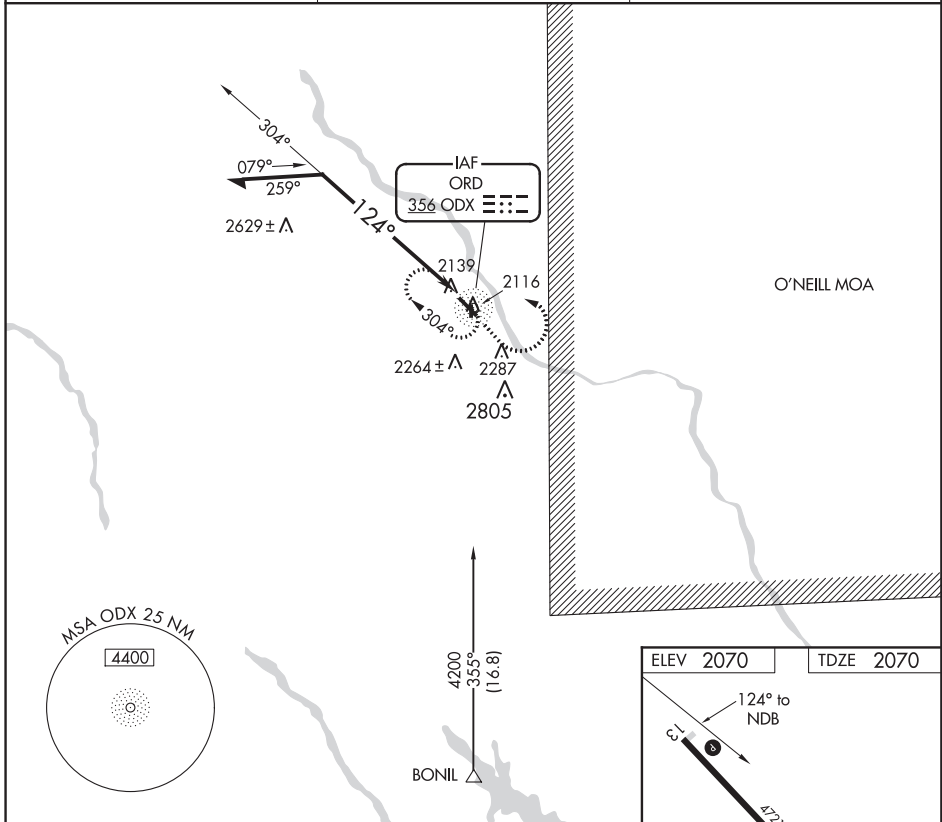 304°
079°
259°
124°
IAF
ORD
356 ODX
2629 ±
2139
2116
304°
2264 ±
2287
2805
O'NEILL MOA
MSA ODX 25 NM
4400
4200
355°
(16.8)
BONIL
ELEV 2070
TDZE 2070
124° to
NDB
13
P